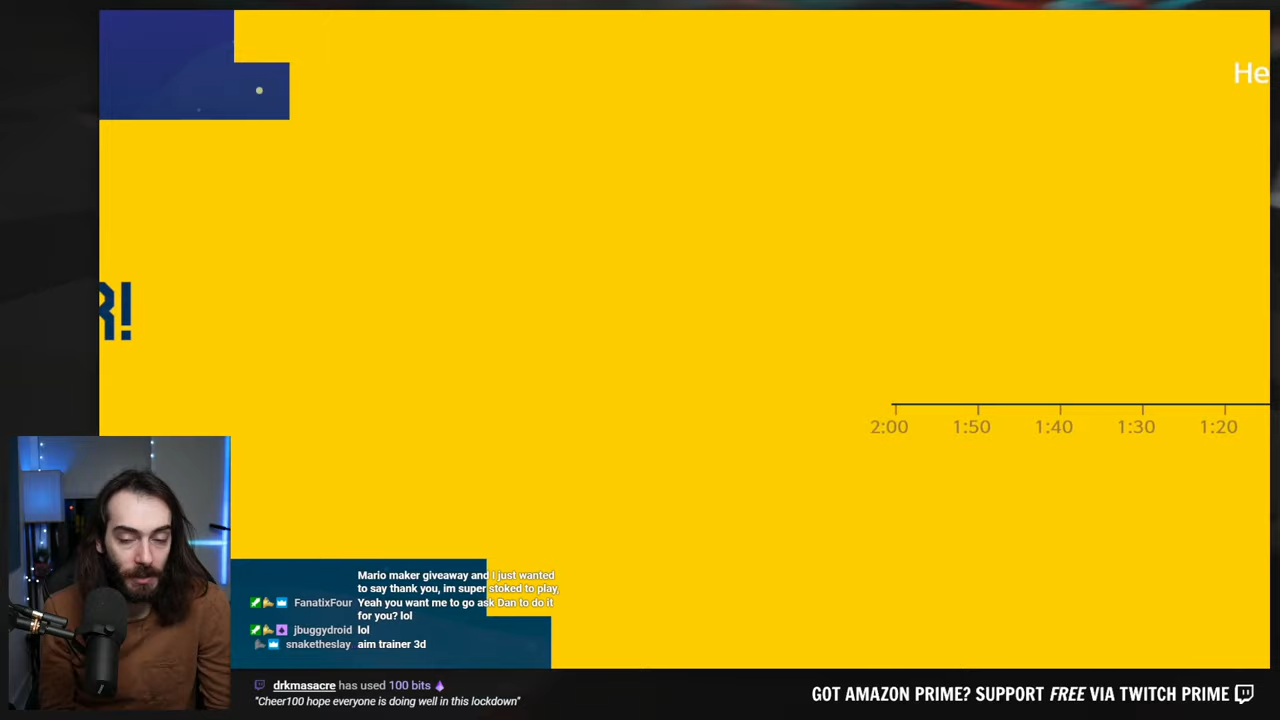 He
R!
2:00 1:50 1:40 1:30 1:20
Mario maker giveaway and I just wanted
to say thank you, im super stoked to play,
FanatixFour Yeah you want me to go ask Dan to do it
for you? lol
jbuggydroid lol
snaketheslay aim trainer 3d
drkmasacre has used 100 bits
"Cheer100 hope everyone is doing well in this lockdown"
GOT AMAZON PRIME? SUPPORT FREE VIA TWITCH PRIME